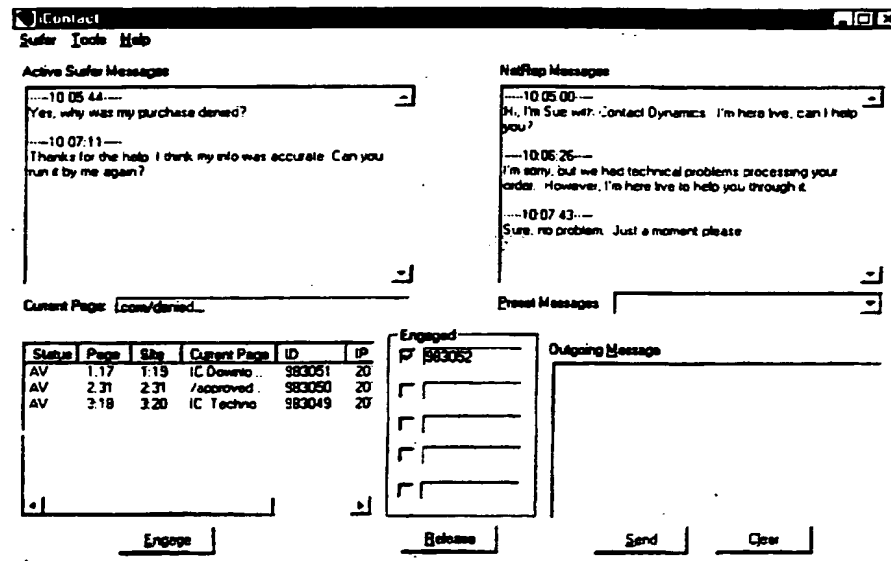 iContact
Surfer Tools Help
Active Surfer Messages
----10:05:44----
Yes, why was my purchase denied?
----10:07:11----
Thanks for the help. I think my info was accurate. Can you
run it by me again?
NetRep Messages
----10:05:00----
Hi, I'm Sue with Contact Dynamics. I'm here live, can I help
you?
----10:06:26----
I'm sorry, but we had technical problems processing your
order. However, I'm here live to help you through it.
----10:07:43----
Sure, no problem. Just a moment please
Current Page: .com/denied...
Preset Messages
Status Page Site Current Page ID IP
AV 1:17 1:19 IC Downlo... 983051 20
AV 2:31 2:31 /approved... 983050 20
AV 3:18 3:20 IC Techno 983049 20
Engaged
983052
Outgoing Message
Engage
Release
Send
Clear